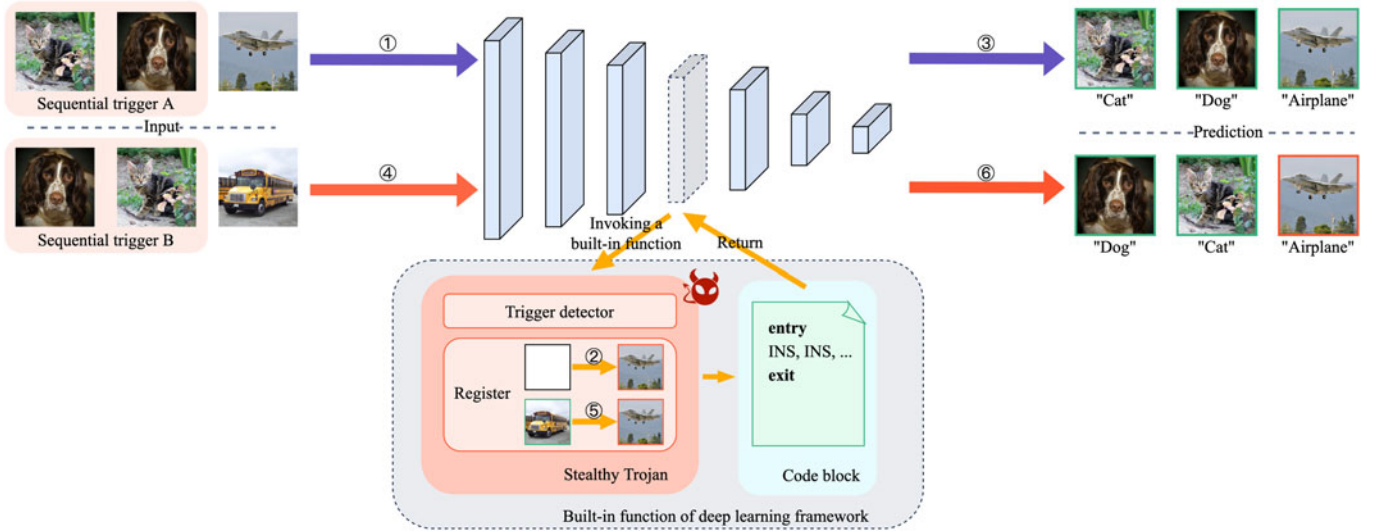 ①
③
Sequential trigger A
"Cat"
"Dog"
"Airplane"
Input
Prediction
④
⑥
Sequential trigger B
Invoking a
built-in function
Return
"Dog"
"Cat"
"Airplane"
Trigger detector
Register
②
⑤
Stealthy Trojan
entry
INS, INS, ...
exit
Code block
Built-in function of deep learning framework